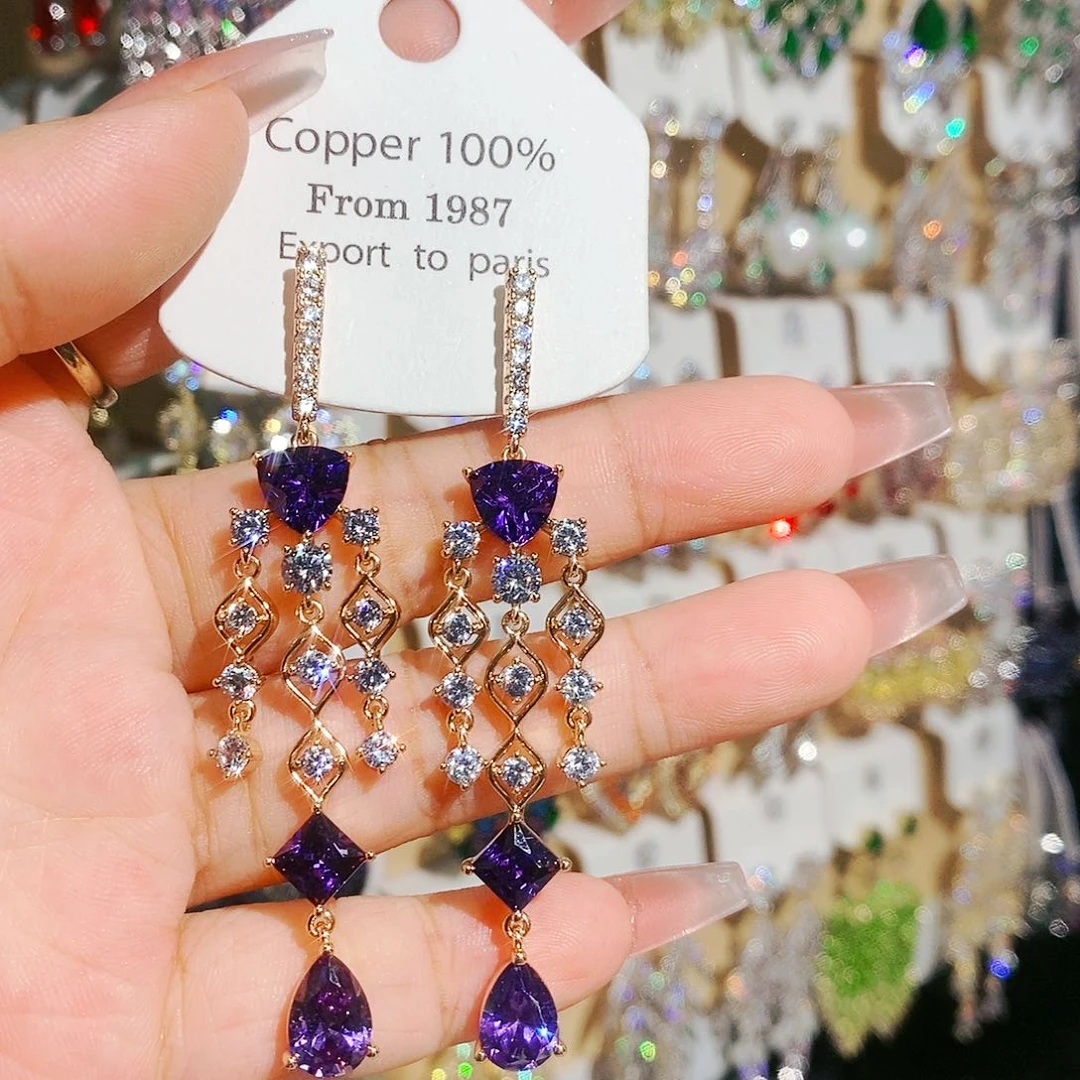 Copper 100%
From 1987
Export to paris